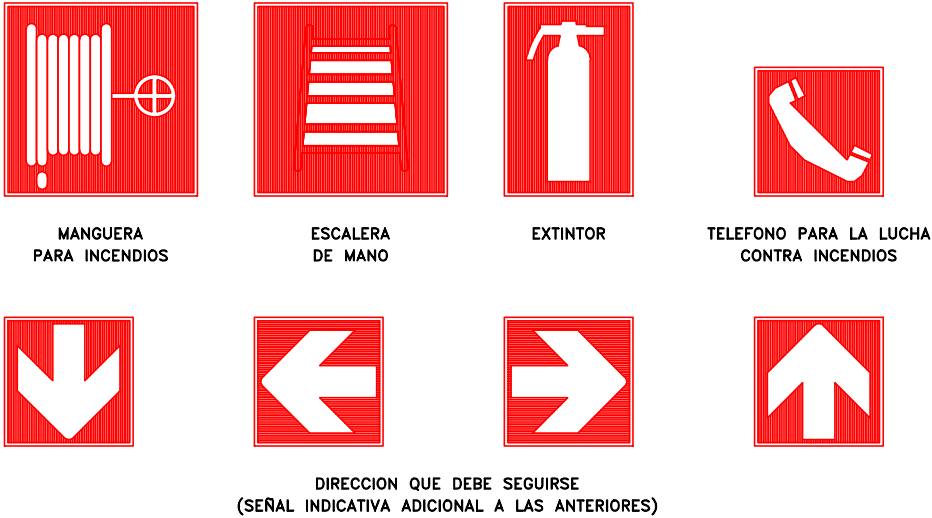 MANGUERA
PARA INCENDIOS
ESCALERA
DE MANO
EXTINTOR
TELEFONO PARA LA LUCHA
CONTRA INCENDIOS
DIRECCION QUE DEBE SEGUIRSE
(SEÑAL INDICATIVA ADICIONAL A LAS ANTERIORES)